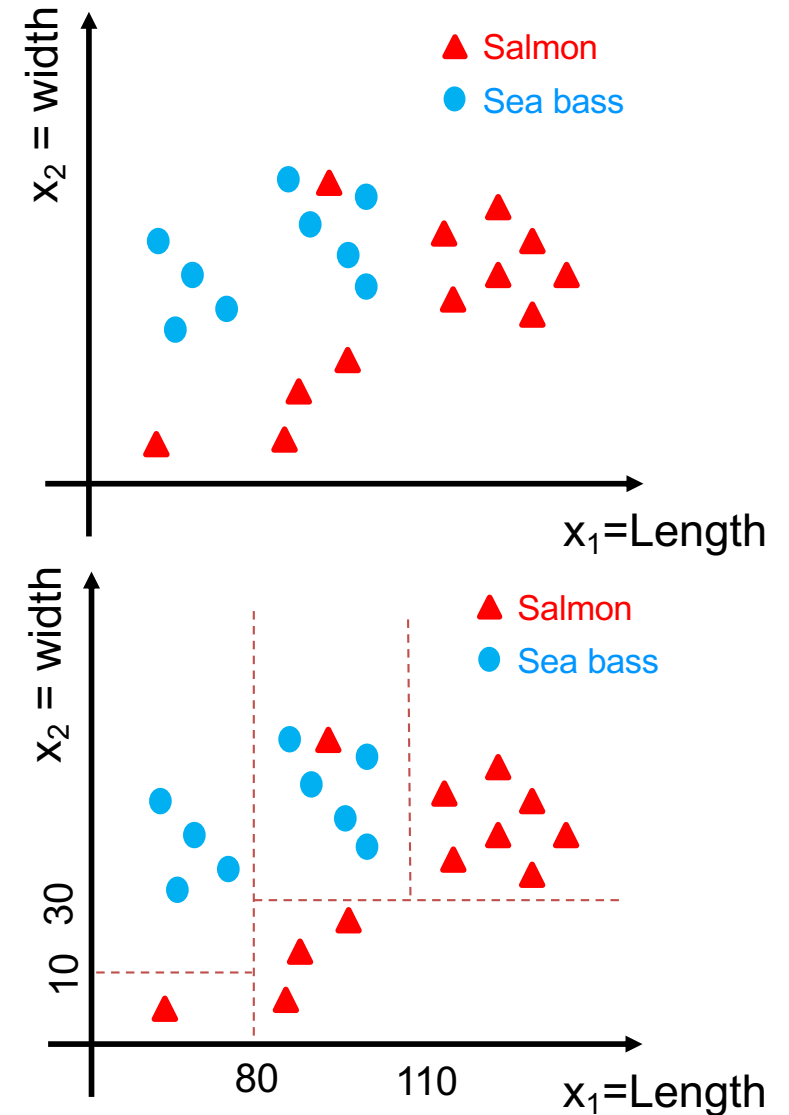 x₂ = width
Salmon
Sea bass
x₁=Length
x₂ = width
Salmon
Sea bass
30
10
80
110
x₁=Length